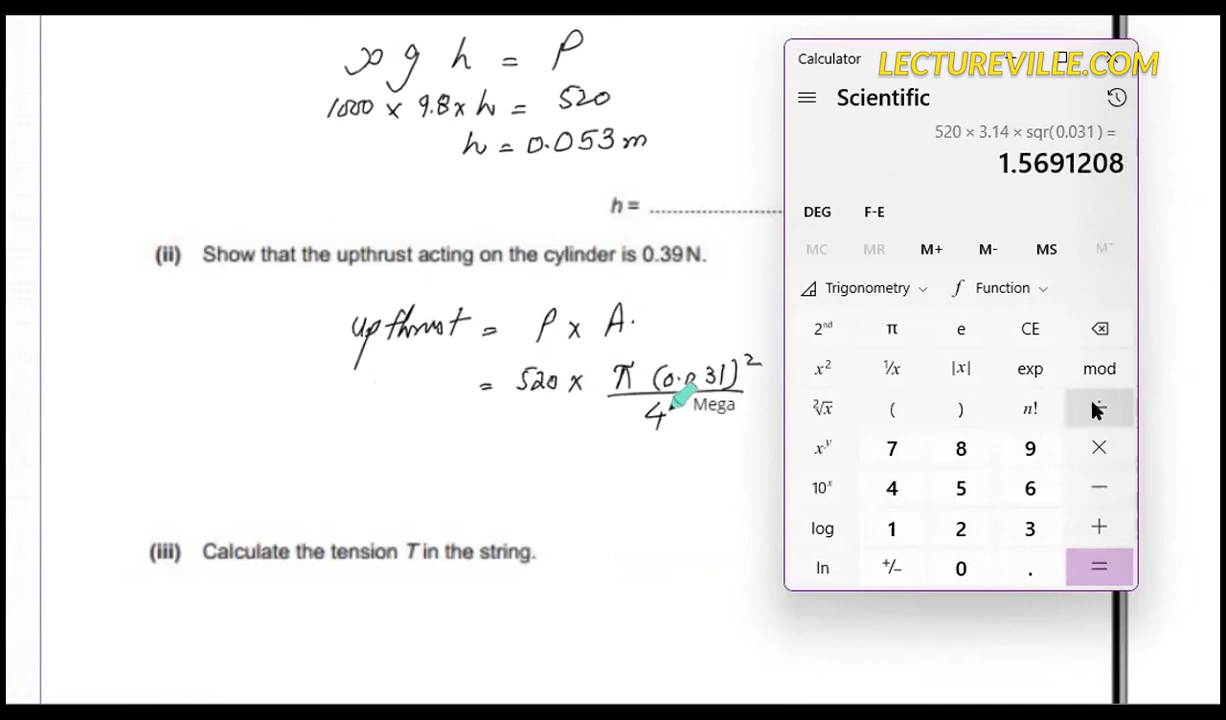 ρ g h = P
1000 × 9.8 × h = 520
h = 0.053 m
h = ....................
(ii) Show that the upthrust acting on the cylinder is 0.39 N.
upthrust = P × A.
= 520 × π (0.031)²
4
Mega
(iii) Calculate the tension T in the string.
Calculator
LECTUREVILEE.COM
Scientific
520 × 3.14 × sqr(0.031) =
1.5691208
DEG F-E
MC MR M+ M- MS M˅
Trigonometry f Function
2nd π e CE
x² ¹/x |x| exp mod
²√x ( ) n! ÷
xʸ 7 8 9 ×
10ˣ 4 5 6 −
log 1 2 3 +
ln +/− 0 . =